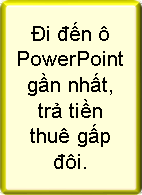 Đi đến ô
PowerPoint
gần nhất,
trả tiền
thuê gấp
đôi.